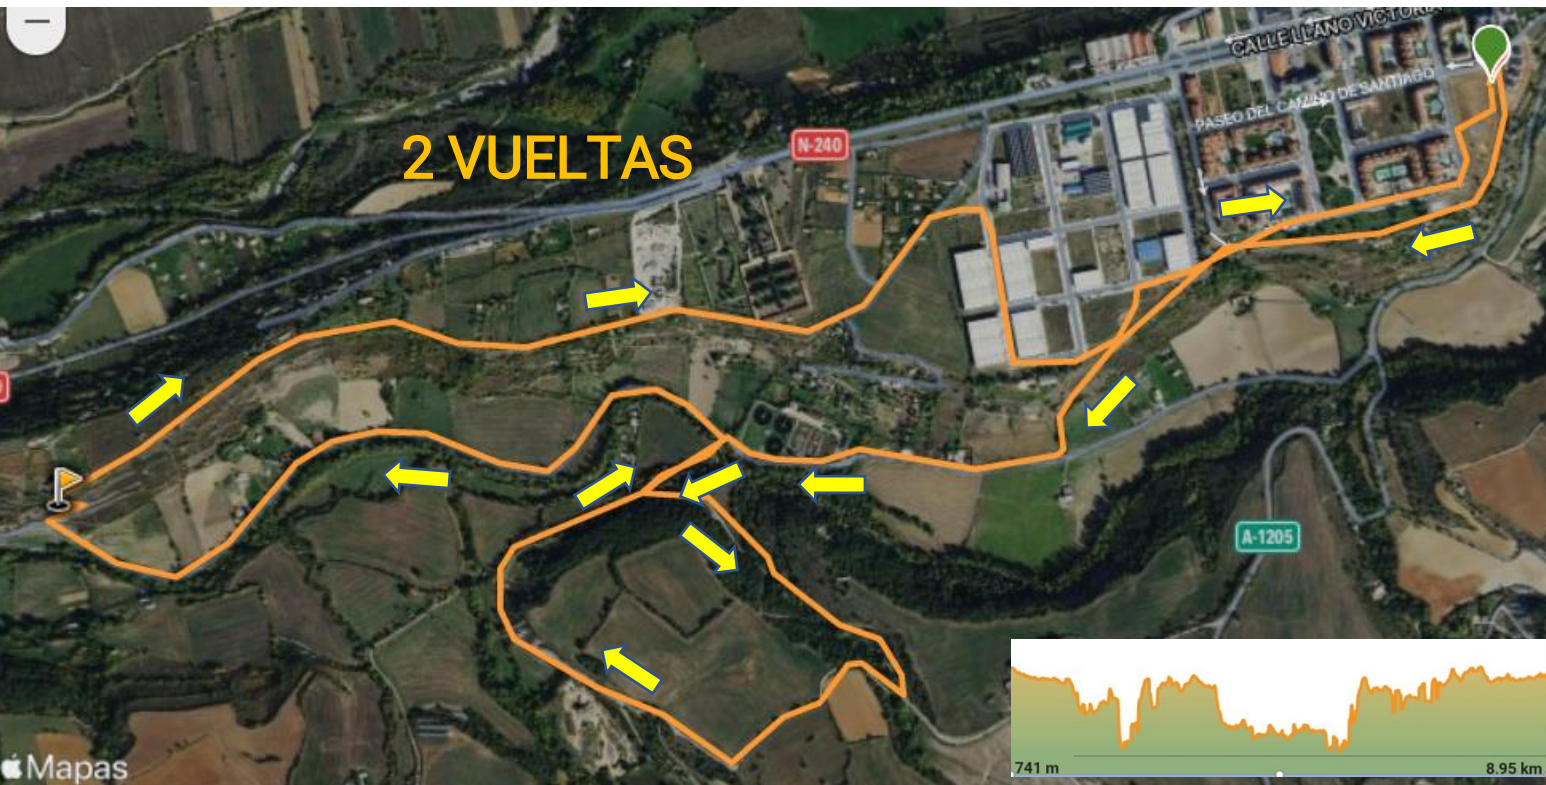 CALLE LLANO VICTORIA
PASEO DEL CAMINO DE SANTIAGO
2 VUELTAS
N-240
A-1205
741 m
8.95 km
Mapas